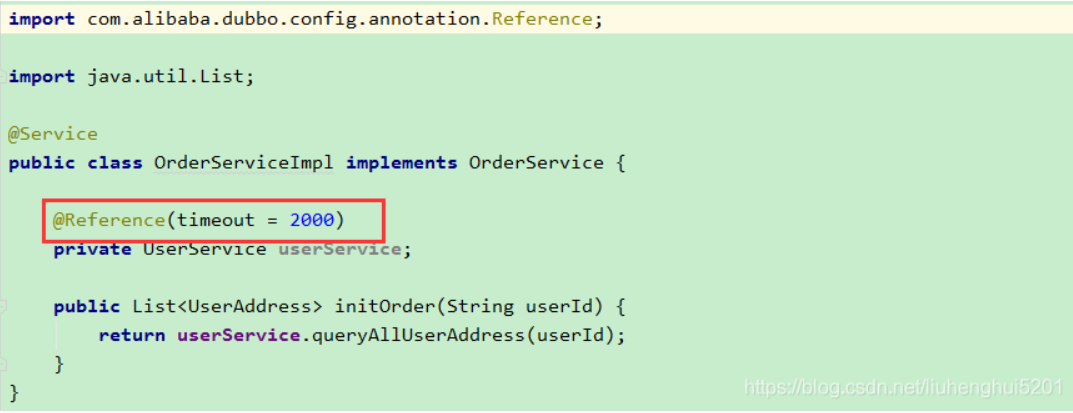 import com.alibaba.dubbo.config.annotation.Reference;
import java.util.List;
@Service
public class OrderServiceImpl implements OrderService {
@Reference(timeout = 2000)
private UserService userService;
public List<UserAddress> initOrder(String userId) {
return userService.queryAllUserAddress(userId);
}
}
https://blog.csdn.net/liuhenghui5201